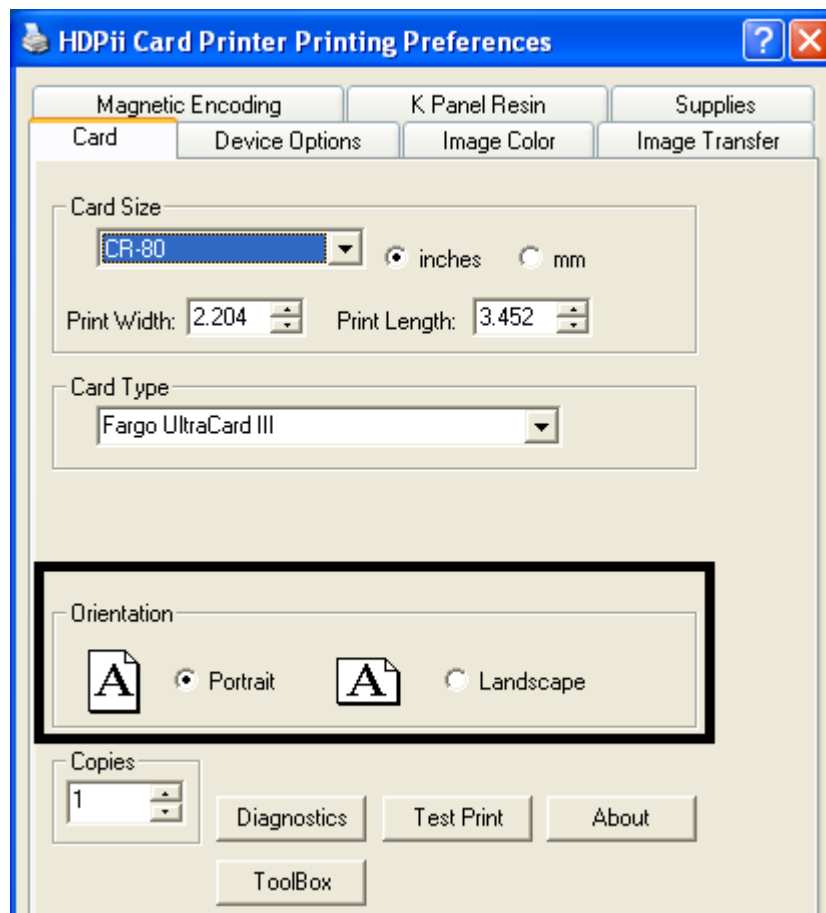 HDPii Card Printer Printing Preferences
Magnetic Encoding K Panel Resin Supplies
Card Device Options Image Color Image Transfer
Card Size
CR-80 inches mm
Print Width: 2.204 Print Length: 3.452
Card Type
Fargo UltraCard III
Orientation
A Portrait A Landscape
Copies
1
Diagnostics Test Print About
ToolBox